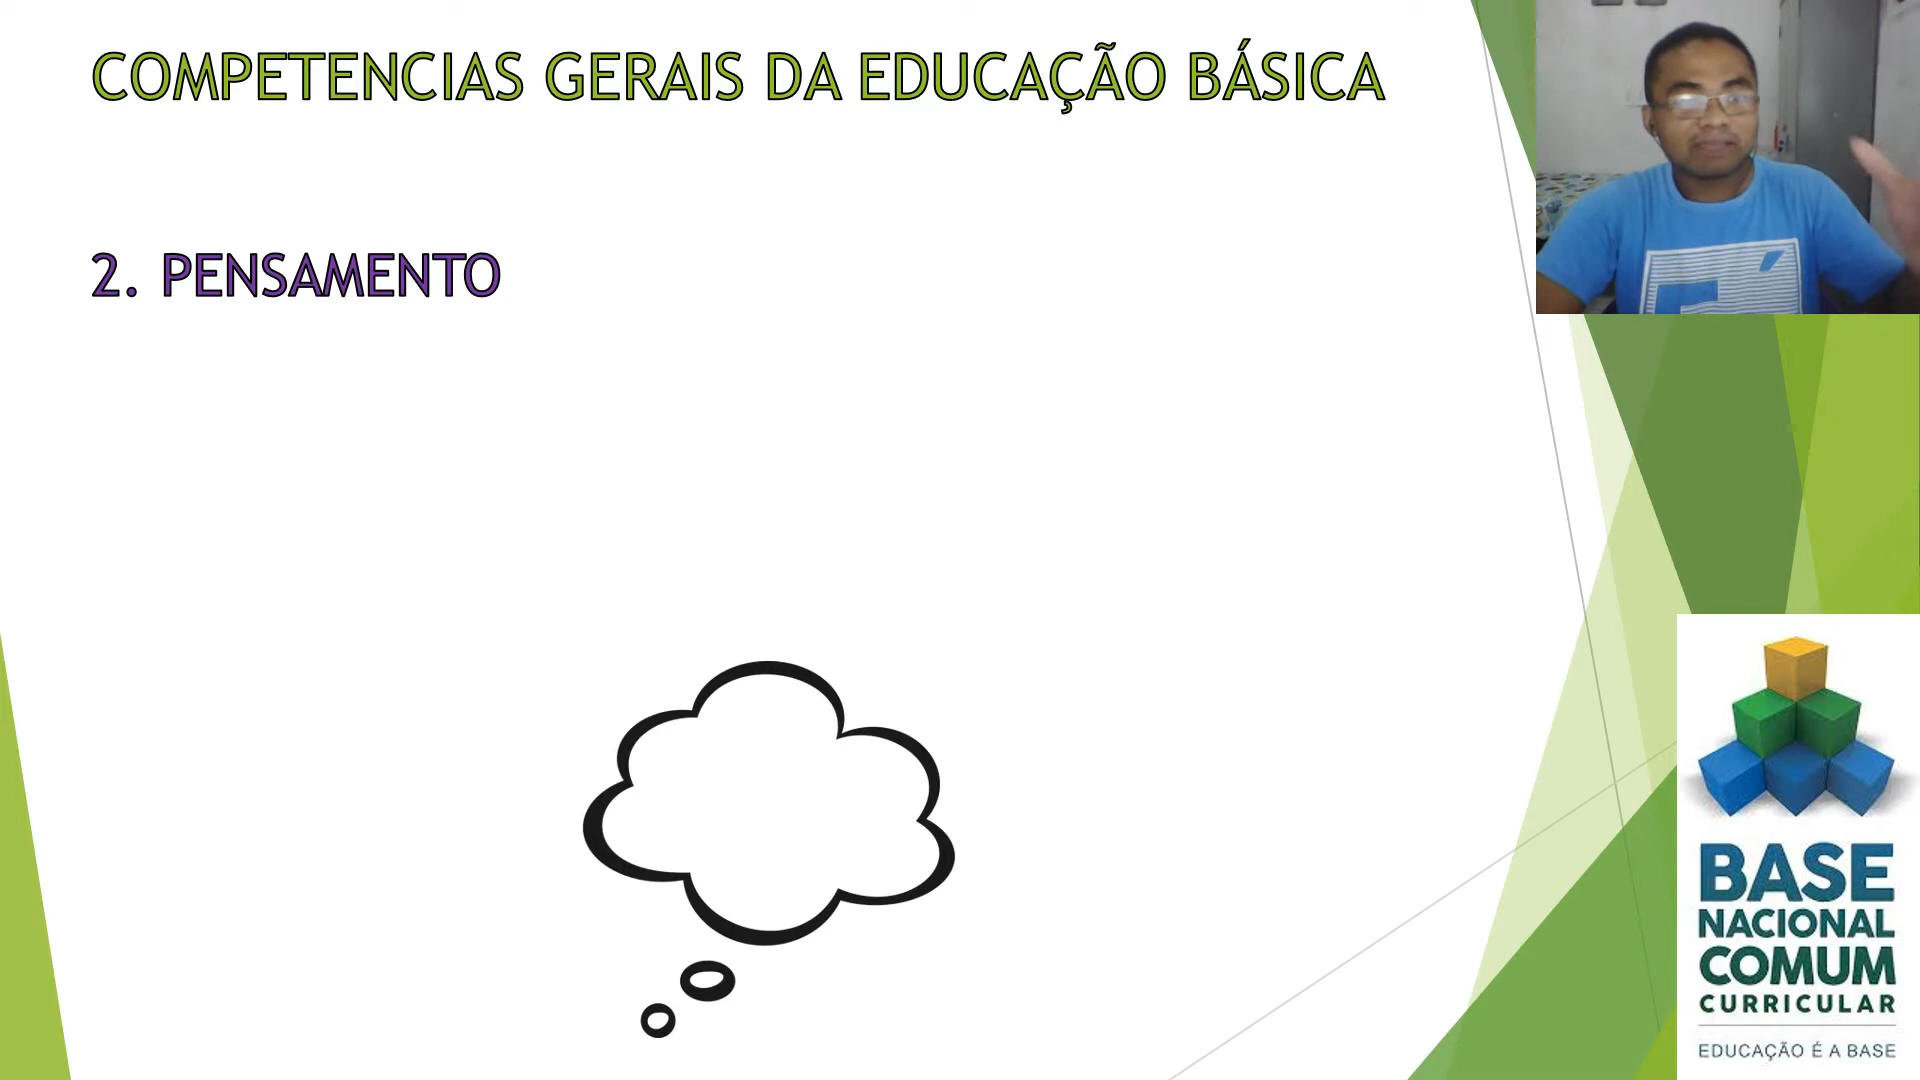 COMPETENCIAS GERAIS DA EDUCAÇÃO BÁSICA
2. PENSAMENTO
BASE
NACIONAL
COMUM
CURRICULAR
EDUCAÇÃO É A BASE